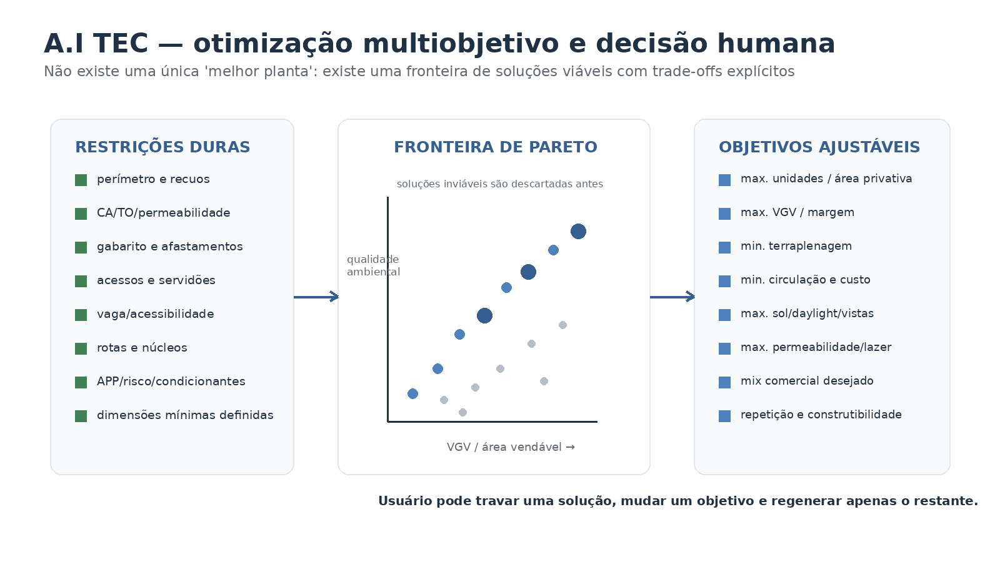 A.I TEC — otimização multiobjetivo e decisão humana
Não existe uma única 'melhor planta': existe uma fronteira de soluções viáveis com trade-offs explícitos
RESTRIÇÕES DURAS
perímetro e recuos
CA/TO/permeabilidade
gabarito e afastamentos
acessos e servidões
vaga/acessibilidade
rotas e núcleos
APP/risco/condicionantes
dimensões mínimas definidas
FRONTEIRA DE PARETO
soluções inviáveis são descartadas antes
qualidade
ambiental
VGV / área vendável →
OBJETIVOS AJUSTÁVEIS
max. unidades / área privativa
max. VGV / margem
min. terraplenagem
min. circulação e custo
max. sol/daylight/vistas
max. permeabilidade/lazer
mix comercial desejado
repetição e construtibilidade
Usuário pode travar uma solução, mudar um objetivo e regenerar apenas o restante.